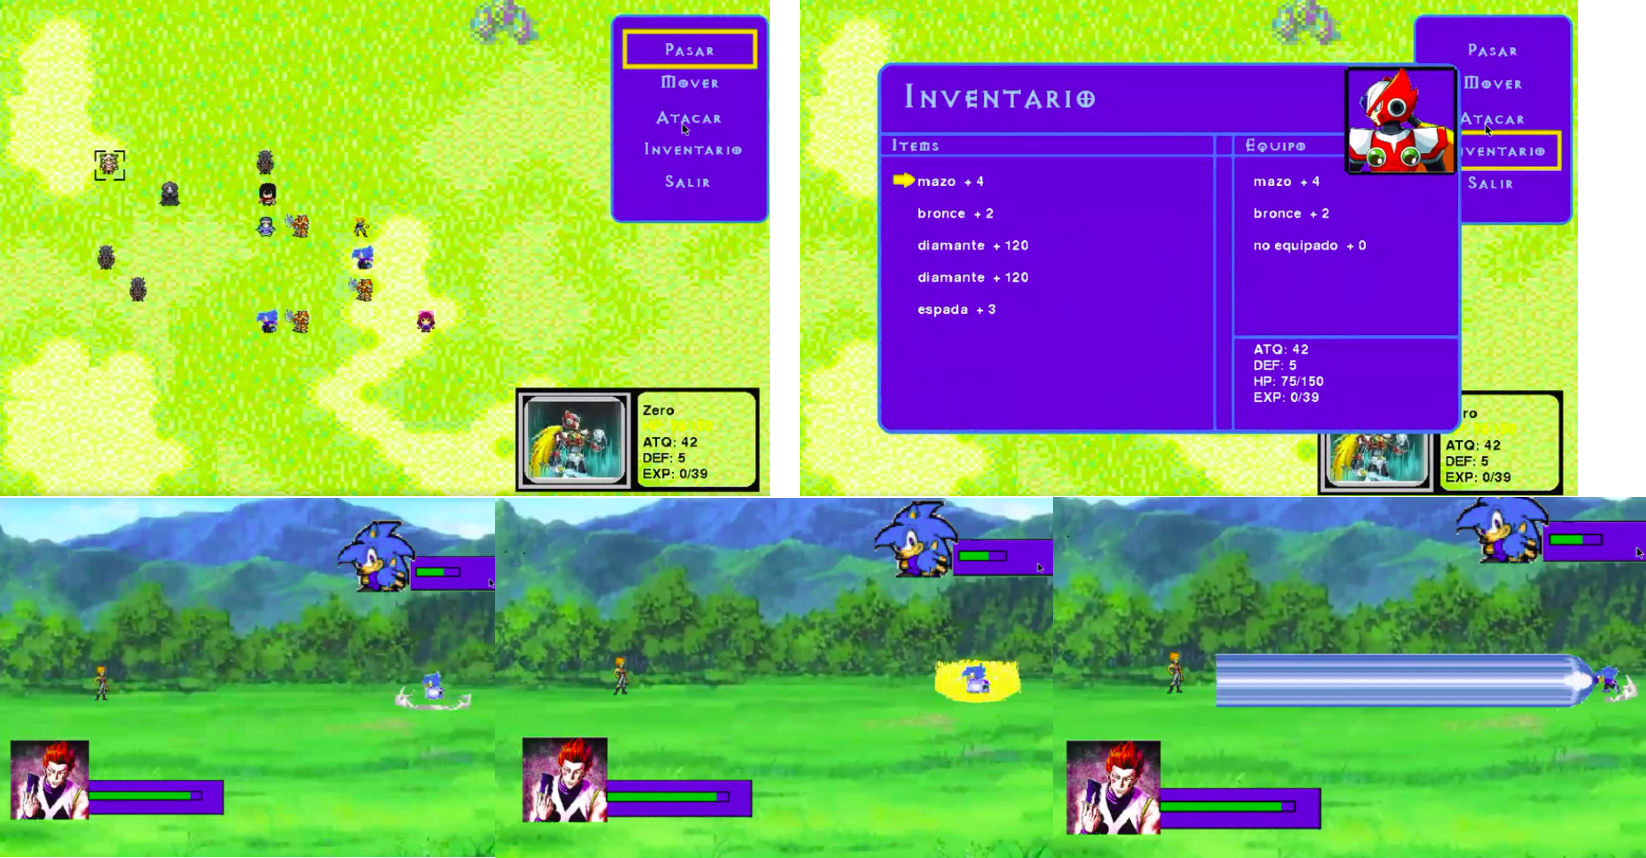 Pasar
Mover
Atacar
Inventario
Salir
Zero
ATQ: 42
DEF: 5
EXP: 0/39
Inventario
Items
Equipo
mazo + 4
bronce + 2
diamante + 120
diamante + 120
espada + 3
mazo + 4
bronce + 2
no equipado + 0
ATQ: 42
DEF: 5
HP: 75/150
EXP: 0/39
Pasar
Mover
Atacar
nventario
Salir
ro
ATQ: 42
DEF: 5
EXP: 0/39